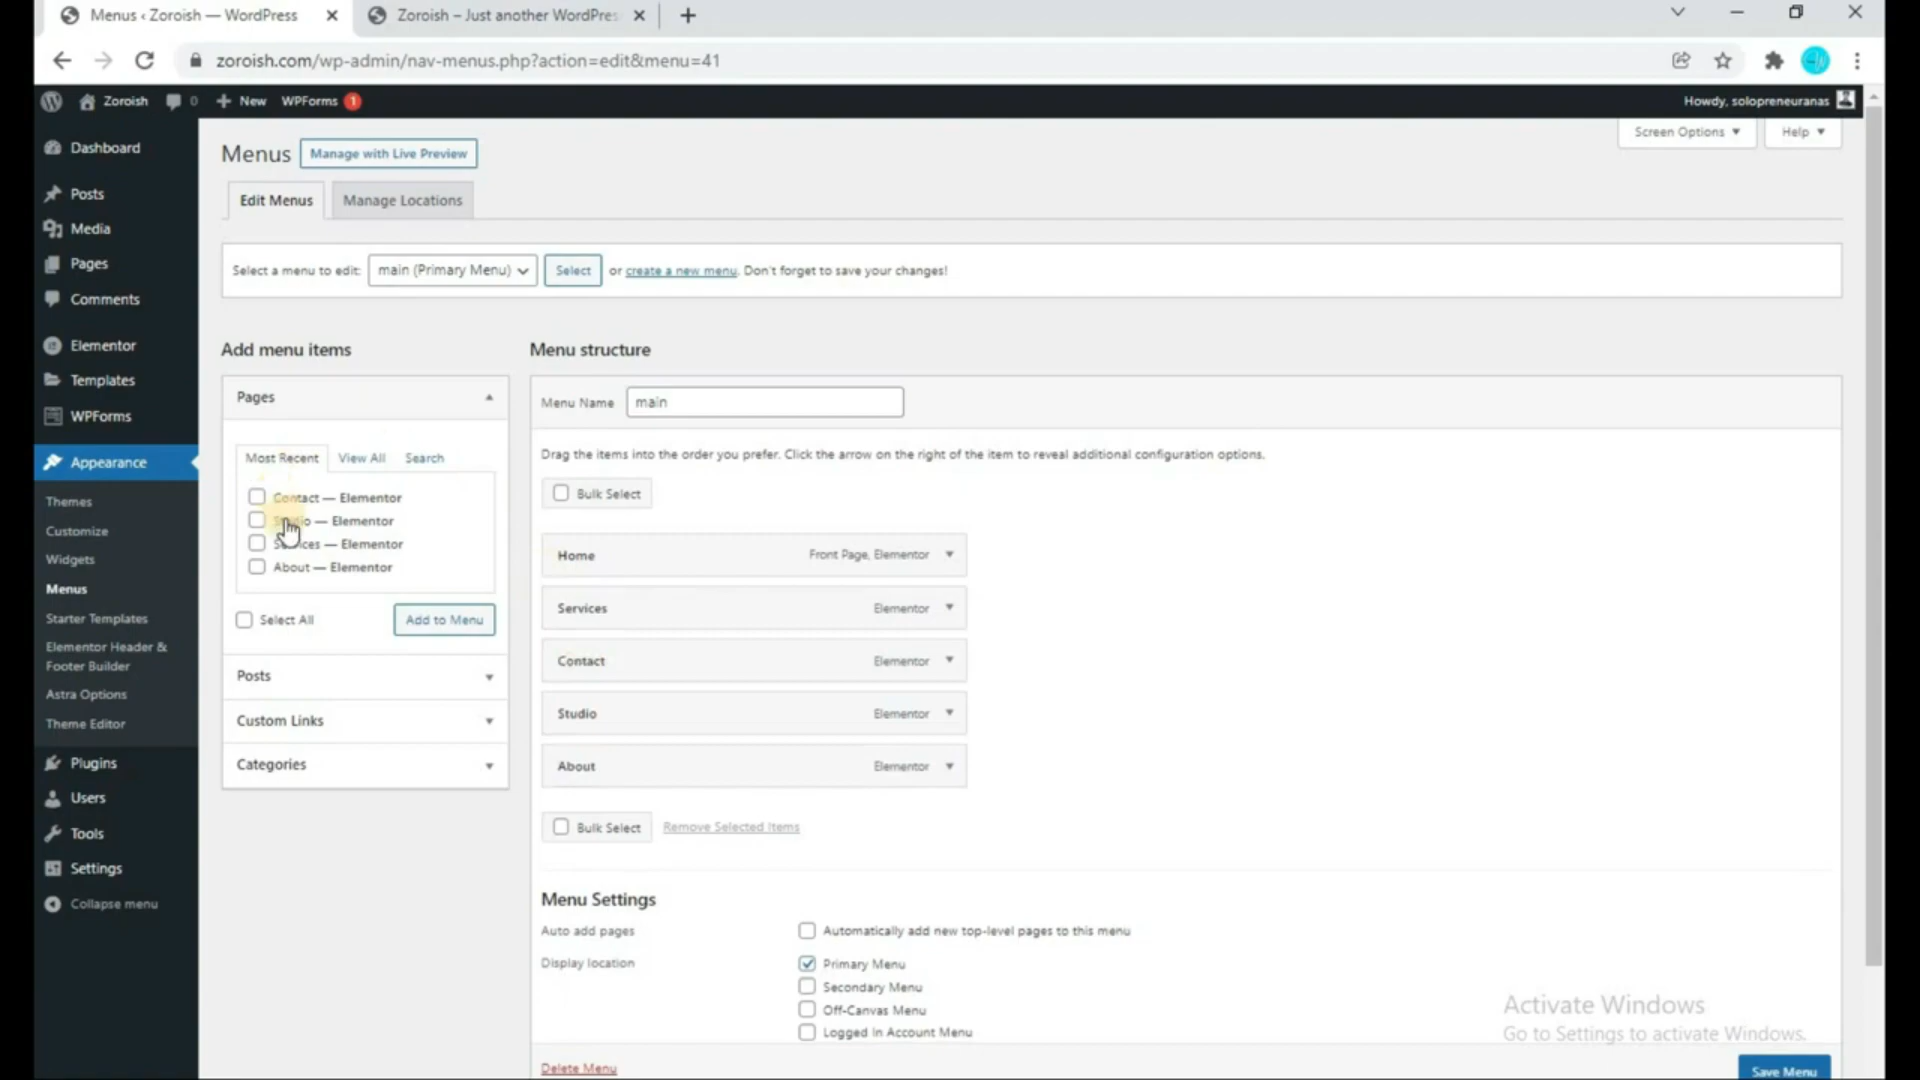 Menus ‹ Zoroish — WordPress
Zoroish – Just another WordPres
zoroish.com/wp-admin/nav-menus.php?action=edit&menu=41
Zoroish 0 New WPForms 1
Howdy, solopreneuranas
Screen Options ▼ Help ▼
Dashboard
Posts
Media
Pages
Comments
Elementor
Templates
WPForms
Appearance
Themes
Customize
Widgets
Menus
Starter Templates
Elementor Header &
Footer Builder
Astra Options
Theme Editor
Plugins
Users
Tools
Settings
Collapse menu
Menus Manage with Live Preview
Edit Menus Manage Locations
Select a menu to edit: main (Primary Menu) Select or create a new menu. Don't forget to save your changes!
Add menu items
Pages
Most Recent View All Search
Contact — Elementor
— Elementor
— Elementor
About — Elementor
Select All Add to Menu
Posts
Custom Links
Categories
Menu structure
Menu Name main
Drag the items into the order you prefer. Click the arrow on the right of the item to reveal additional configuration options.
Bulk Select
Home Front Page, Elementor
Services Elementor
Contact Elementor
Studio Elementor
About Elementor
Bulk Select Remove Selected Items
Menu Settings
Auto add pages Automatically add new top-level pages to this menu
Display location Primary Menu
Secondary Menu
Off-Canvas Menu
Logged In Account Menu
Delete Menu
Save Menu
Activate Windows
Go to Settings to activate Windows.